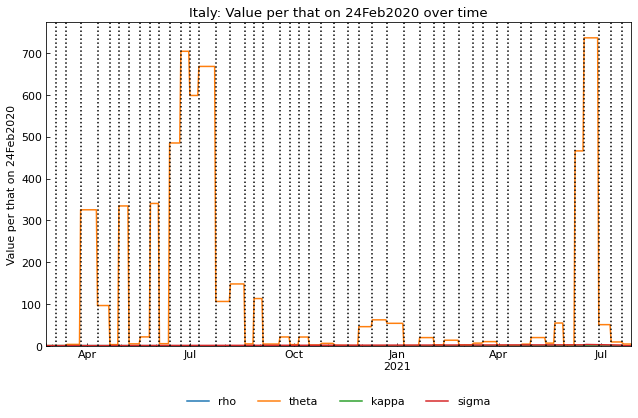 Italy: Value per that on 24Feb2020 over time
Value per that on 24Feb2020
700
600
500
400
300
200
100
0
Apr Jul Oct Jan Apr Jul
2021
rho theta kappa sigma